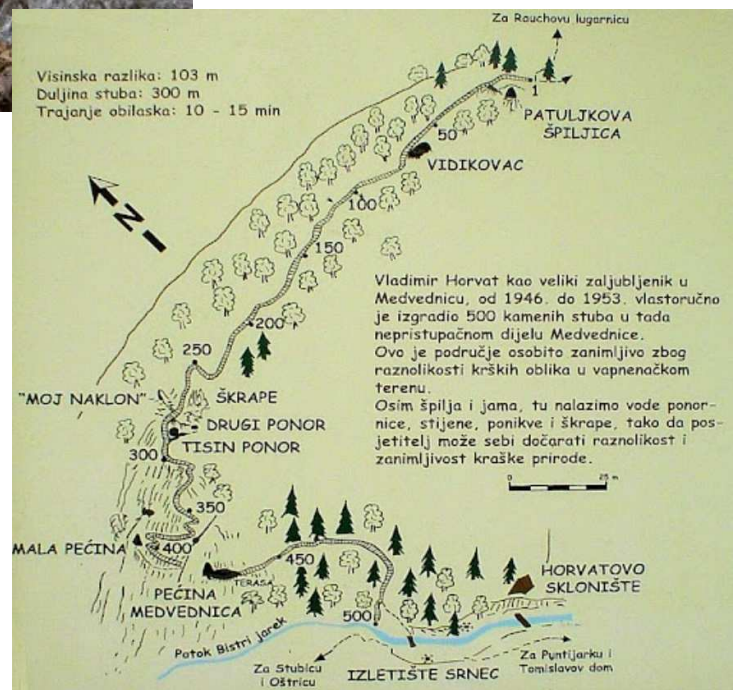 Za Rauchovu lugarnicu
Visinska razlika: 103 m
Duljina stuba: 300 m
Trajanje obilaska: 10 - 15 min
1
PATULJKOVA
ŠPILJICA
50
VIDIKOVAC
N
100
150
Vladimir Horvat kao veliki zaljubljenik u
Medvednicu, od 1946. do 1953. vlastoručno
je izgradio 500 kamenih stuba u tada
nepristupačnom dijelu Medvednice.
Ovo je područje osobito zanimljivo zbog
raznolikosti krških oblika u vapnenačkom
terenu.
Osim špilja i jama, tu nalazimo vode ponor-
nice, stijene, ponikve i škrape, tako da pos-
jetitelj može sebi dočarati raznolikost i
zanimljivost kraške prirode.
0 25 m
200
250
"MOJ NAKLON"
ŠKRAPE
DRUGI PONOR
TISIN PONOR
300
350
MALA PEĆINA
400
450
TERASA
PEĆINA
MEDVEDNICA
HORVATOVO
SKLONIŠTE
500
Potok Bistri jarek
Za Stubicu
i Oštricu
IZLETIŠTE SRNEC
Za Puntijarku i
Tomislavov dom